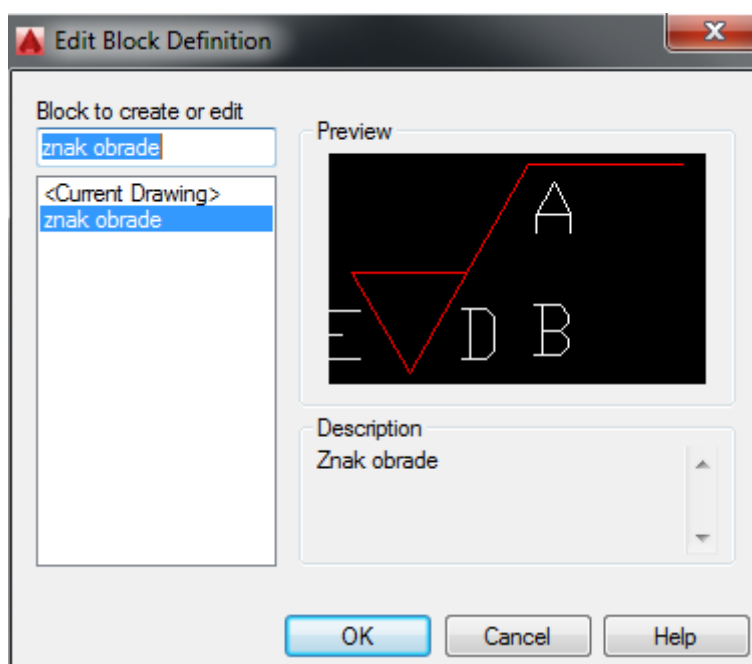 Edit Block Definition
Block to create or edit
znak obrade
<Current Drawing>
znak obrade
Preview
A
E D B
Description
Znak obrade
OK Cancel Help